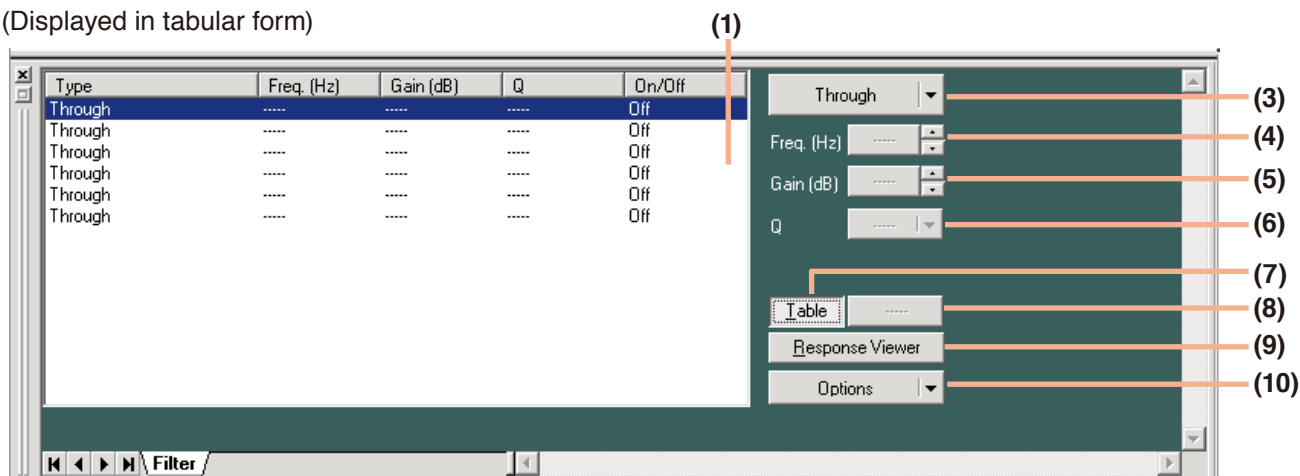 (Displayed in tabular form)
(1)
Type Freq. (Hz) Gain (dB) Q On/Off
Through ----- ----- ----- Off
Through ----- ----- ----- Off
Through ----- ----- ----- Off
Through ----- ----- ----- Off
Through ----- ----- ----- Off
Through ----- ----- ----- Off
Through (3)
Freq. (Hz) ----- (4)
Gain (dB) ----- (5)
Q ----- (6)
(7)
Table ----- (8)
Response Viewer (9)
Options (10)
Filter